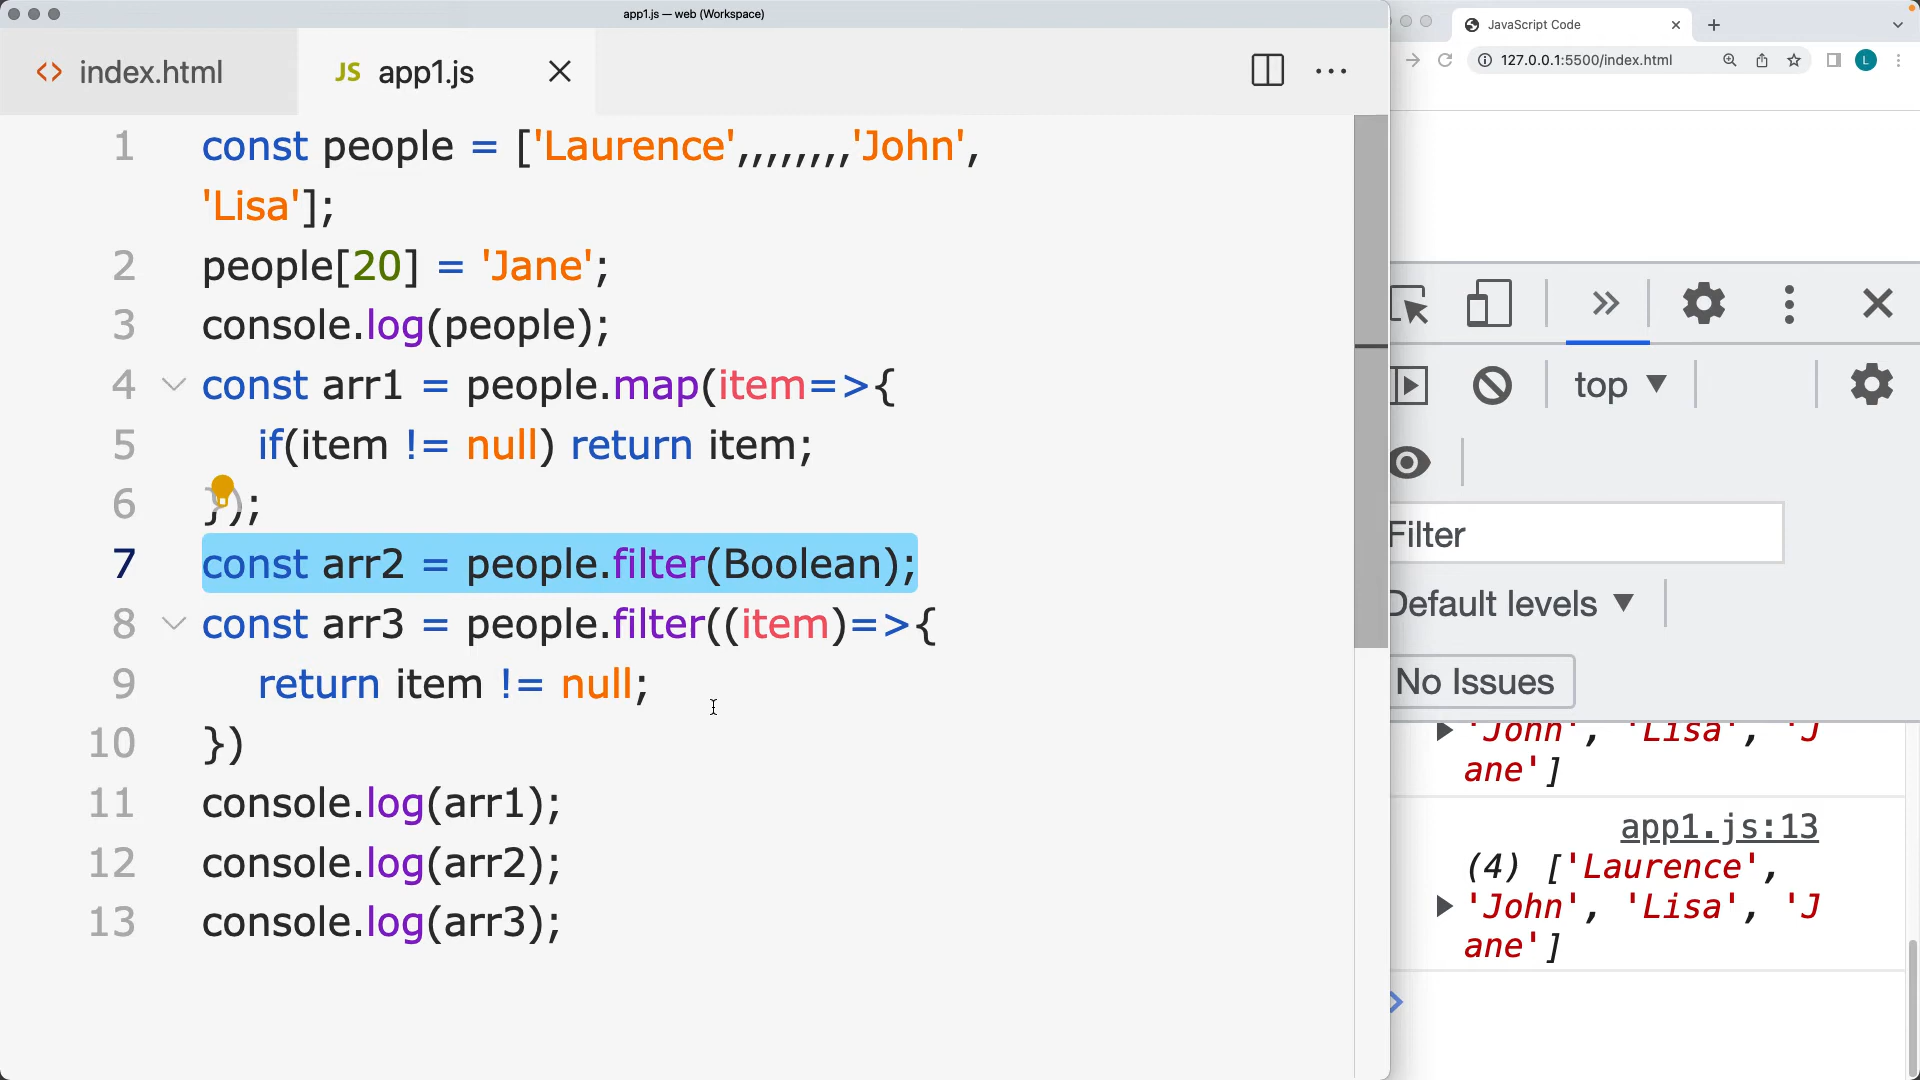 app1.js — web (Workspace)
index.html
JS app1.js
1 const people = ['Laurence',,,,,,,,'John',
'Lisa'];
2 people[20] = 'Jane';
3 console.log(people);
4 const arr1 = people.map(item=>{
5 if(item != null) return item;
6 });
7 const arr2 = people.filter(Boolean);
8 const arr3 = people.filter((item)=>{
9 return item != null;
10 })
11 console.log(arr1);
12 console.log(arr2);
13 console.log(arr3);
JavaScript Code
127.0.0.1:5500/index.html
L
top
Filter
Default levels
No Issues
'John', 'Lisa', 'J
ane']
app1.js:13
(4) ['Laurence',
'John', 'Lisa', 'J
ane']